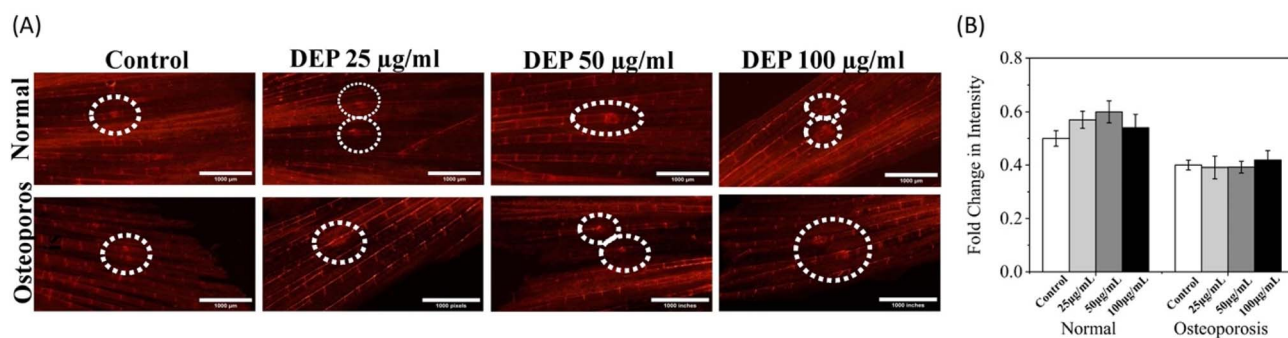 (A)
Control DEP 25 µg/ml DEP 50 µg/ml DEP 100 µg/ml
Normal
1000 µm 1000 µm 1000 µm 1000 µm
Osteoporos
1000 µm 1000 pixels 1000 inches 1000 inches
(B)
Fold Change in Intensity
0.8
0.6
0.4
0.2
0.0
Control 25µg/mL 50µg/mL 100µg/mL Control 25µg/mL 50µg/mL 100µg/mL
Normal Osteoporosis